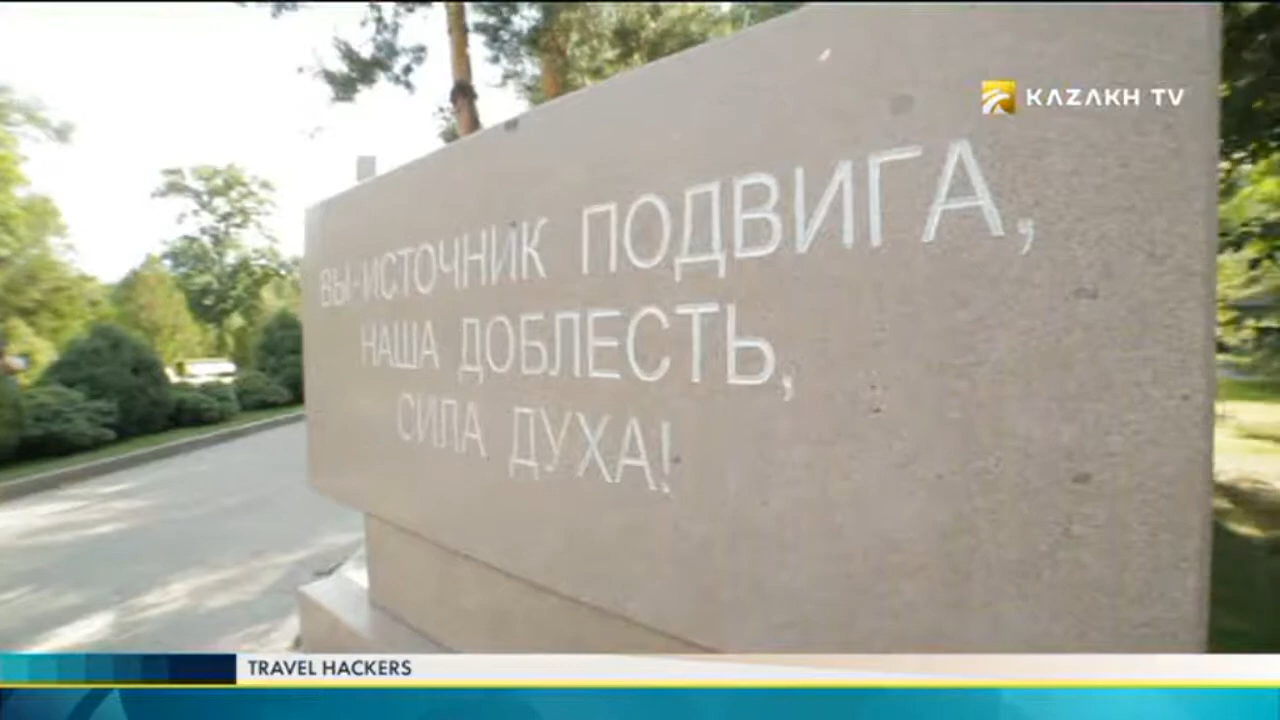 KAZAKH TV
ВЫ-ИСТОЧНИК ПОДВИГА,
НАША ДОБЛЕСТЬ,
СИЛА ДУХА!
TRAVEL HACKERS